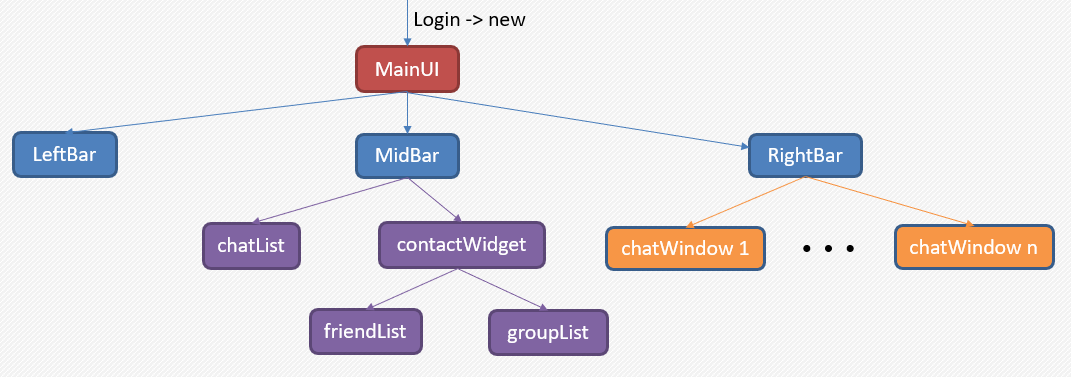 Login -> new
MainUI
LeftBar
MidBar
RightBar
chatList
contactWidget
chatWindow 1
• • •
chatWindow n
friendList
groupList